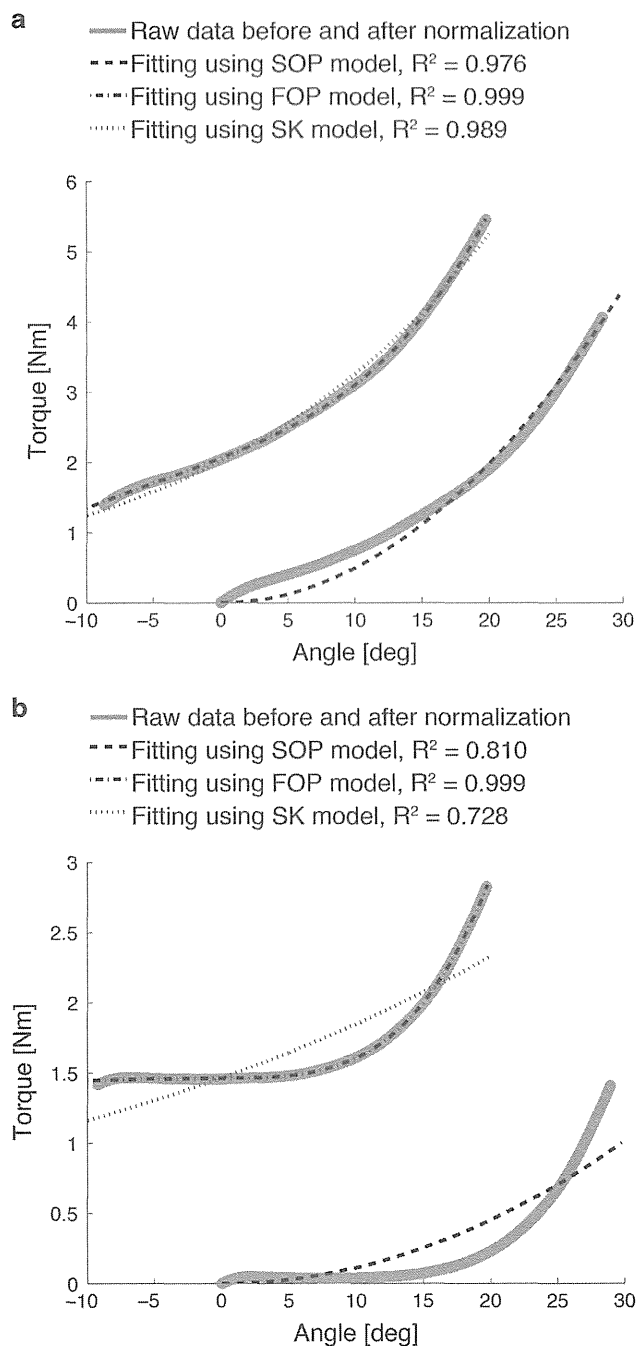 a
Raw data before and after normalization
Fitting using SOP model, R² = 0.976
Fitting using FOP model, R² = 0.999
Fitting using SK model, R² = 0.989
6
5
4
3
2
1
0
Torque [Nm]
−10 −5 0 5 10 15 20 25 30
Angle [deg]
b
Raw data before and after normalization
Fitting using SOP model, R² = 0.810
Fitting using FOP model, R² = 0.999
Fitting using SK model, R² = 0.728
3
2.5
2
1.5
1
0.5
0
Torque [Nm]
−10 −5 0 5 10 15 20 25 30
Angle [deg]